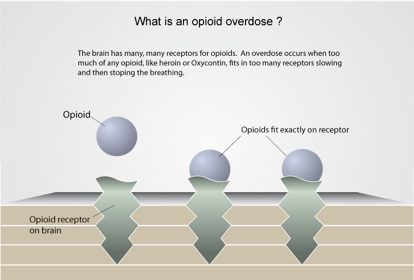 What is an opioid overdose ?
The brain has many, many receptors for opioids. An overdose occurs when too
much of any opioid, like heroin or Oxycontin, fits in too many receptors slowing
and then stoping the breathing.
Opioid
Opioids fit exactly on receptor
Opioid receptor
on brain